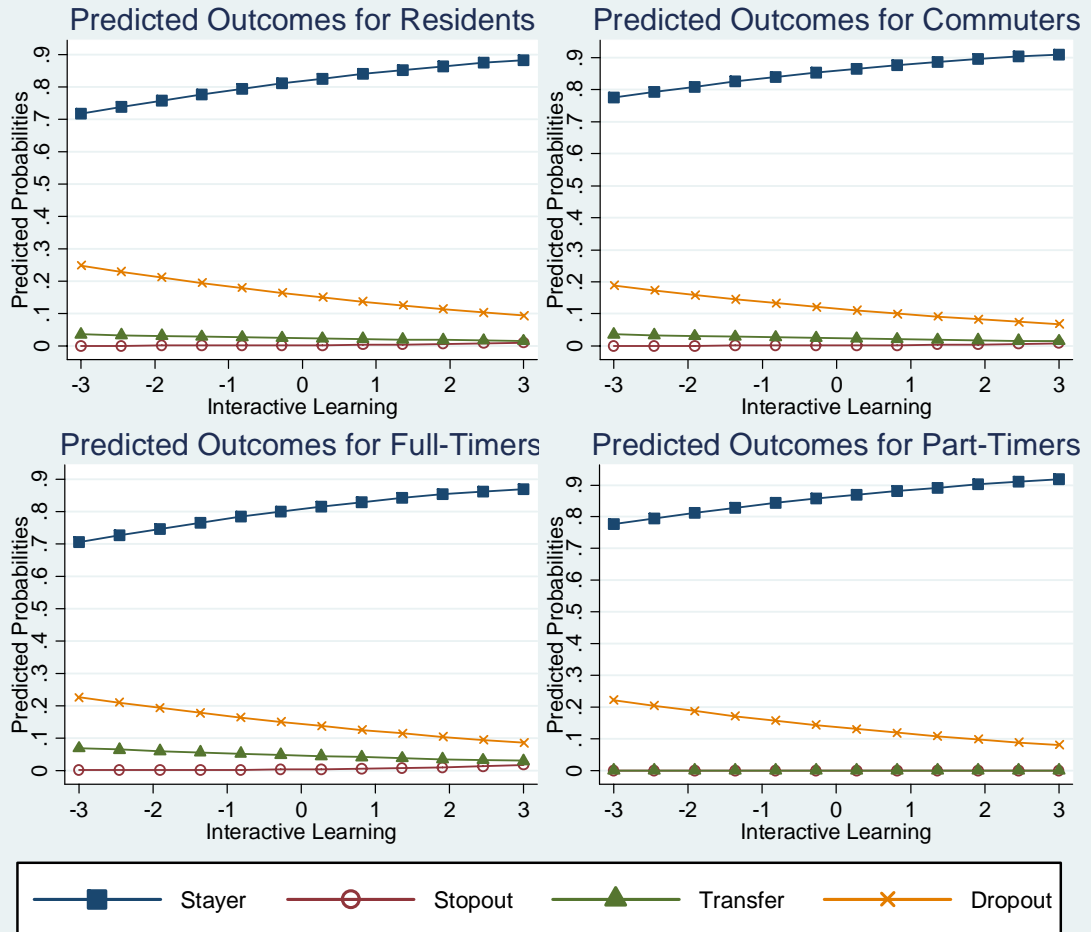 Predicted Outcomes for Residents
Predicted Probabilities
.9
.8
.7
.6
.5
.4
.3
.2
.1
0
-3 -2 -1 0 1 2 3
Interactive Learning
Predicted Outcomes for Commuters
Predicted Probabilities
.9
.8
.7
.6
.5
.4
.3
.2
.1
0
-3 -2 -1 0 1 2 3
Interactive Learning
Predicted Outcomes for Full-Timers
Predicted Probabilities
.9
.8
.7
.6
.5
.4
.3
.2
.1
0
-3 -2 -1 0 1 2 3
Interactive Learning
Predicted Outcomes for Part-Timers
Predicted Probabilities
.9
.8
.7
.6
.5
.4
.3
.2
.1
0
-3 -2 -1 0 1 2 3
Interactive Learning
Stayer Stopout Transfer Dropout